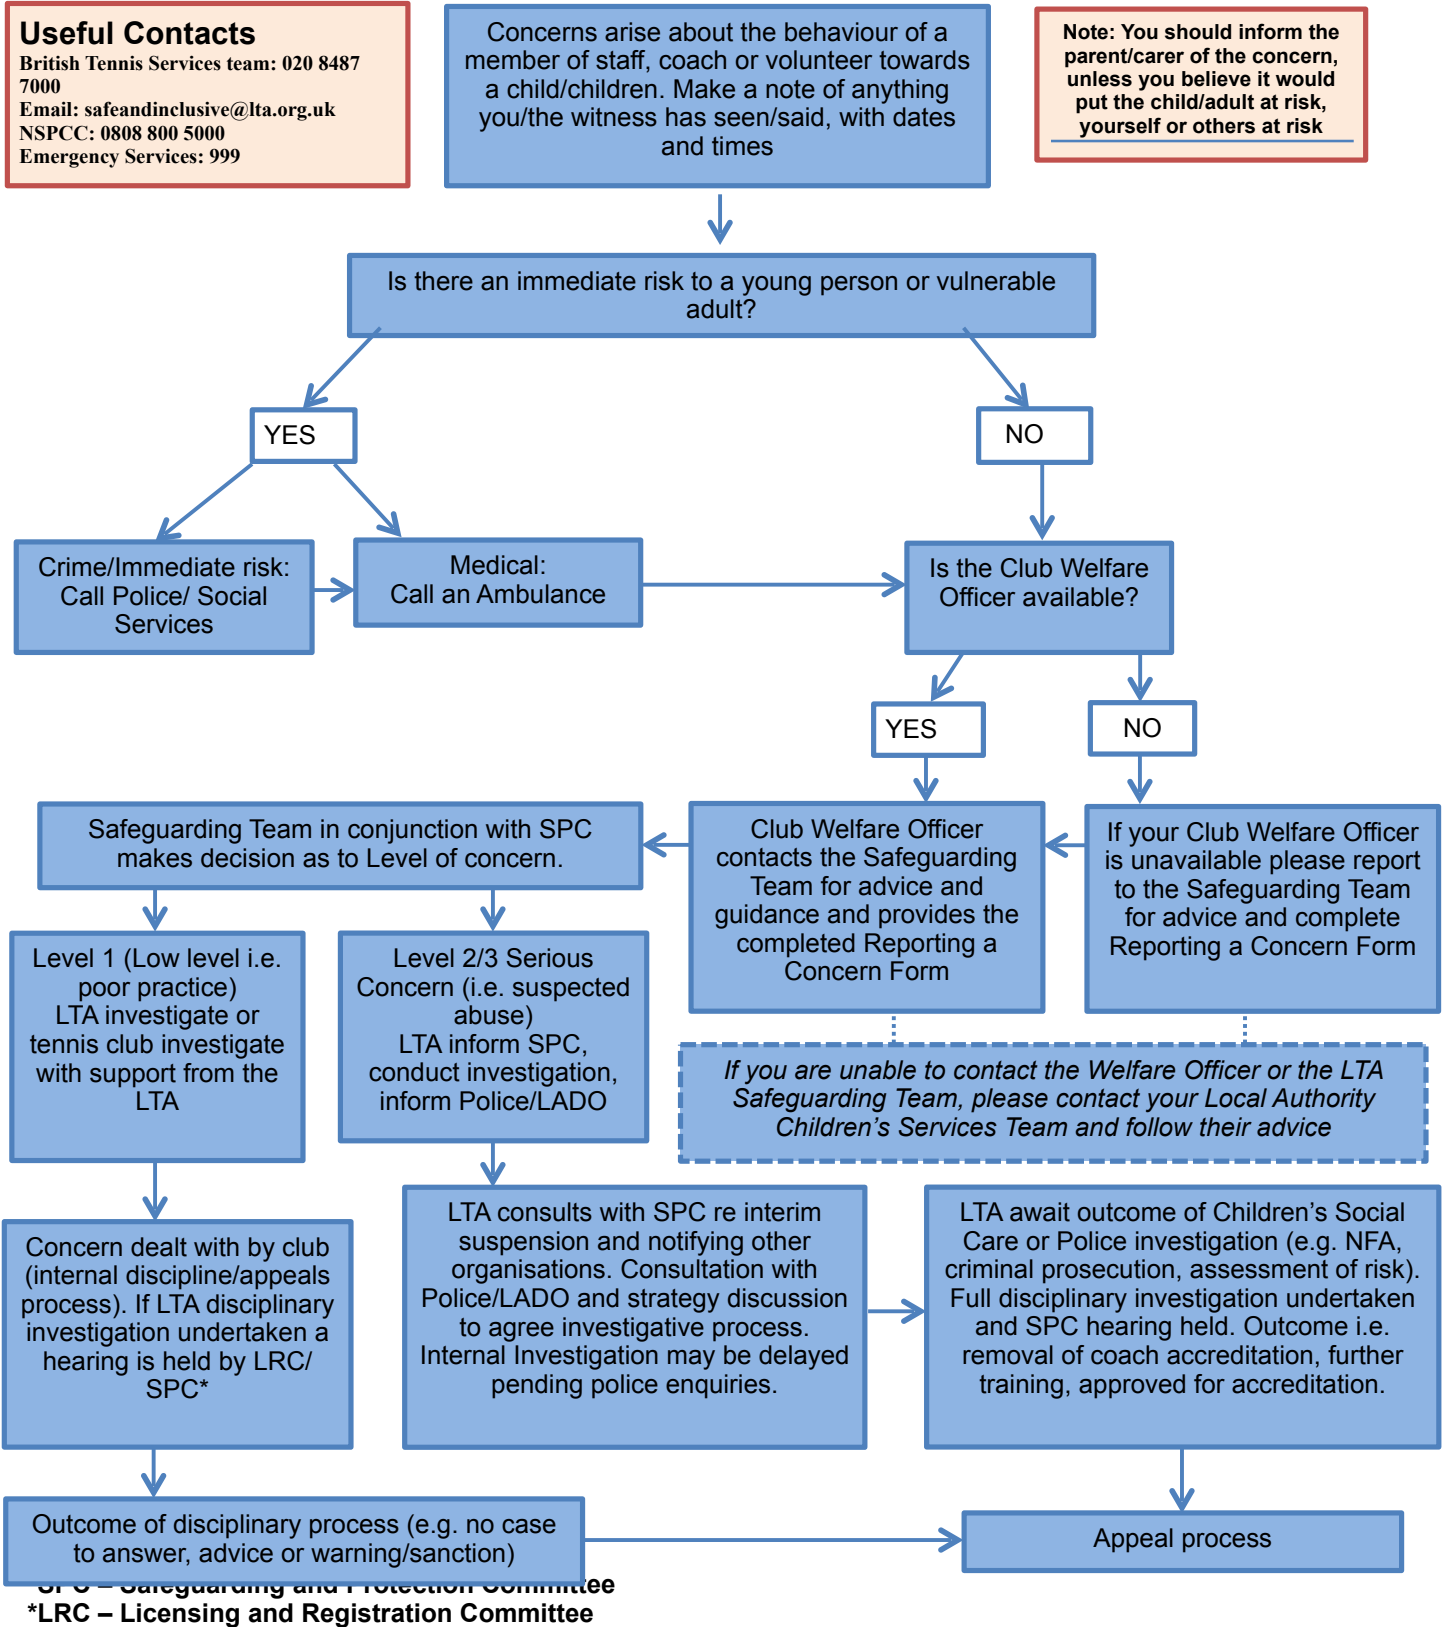 Useful Contacts
British Tennis Services team: 020 8487
7000
Email: safeandinclusive@lta.org.uk
NSPCC: 0808 800 5000
Emergency Services: 999
Concerns arise about the behaviour of a
member of staff, coach or volunteer towards
a child/children. Make a note of anything
you/the witness has seen/said, with dates
and times
Note: You should inform the
parent/carer of the concern,
unless you believe it would
put the child/adult at risk,
yourself or others at risk
Is there an immediate risk to a young person or vulnerable
adult?
YES
NO
Crime/Immediate risk:
Call Police/ Social
Services
Medical:
Call an Ambulance
Is the Club Welfare
Officer available?
YES
NO
Safeguarding Team in conjunction with SPC
makes decision as to Level of concern.
Club Welfare Officer
contacts the Safeguarding
Team for advice and
guidance and provides the
completed Reporting a
Concern Form
If your Club Welfare Officer
is unavailable please report
to the Safeguarding Team
for advice and complete
Reporting a Concern Form
Level 1 (Low level i.e.
poor practice)
LTA investigate or
tennis club investigate
with support from the
LTA
Level 2/3 Serious
Concern (i.e. suspected
abuse)
LTA inform SPC,
conduct investigation,
inform Police/LADO
If you are unable to contact the Welfare Officer or the LTA
Safeguarding Team, please contact your Local Authority
Children’s Services Team and follow their advice
Concern dealt with by club
(internal discipline/appeals
process). If LTA disciplinary
investigation undertaken a
hearing is held by LRC/
SPC*
LTA consults with SPC re interim
suspension and notifying other
organisations. Consultation with
Police/LADO and strategy discussion
to agree investigative process.
Internal Investigation may be delayed
pending police enquiries.
LTA await outcome of Children’s Social
Care or Police investigation (e.g. NFA,
criminal prosecution, assessment of risk).
Full disciplinary investigation undertaken
and SPC hearing held. Outcome i.e.
removal of coach accreditation, further
training, approved for accreditation.
Outcome of disciplinary process (e.g. no case
to answer, advice or warning/sanction)
Appeal process
*SPC – Safeguarding and Protection Committee
*LRC – Licensing and Registration Committee